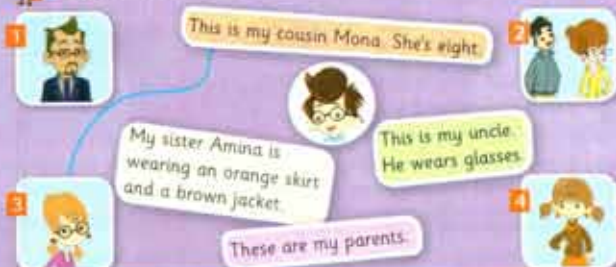 1
This is my cousin Mona. She's eight.
2
My sister Amina is
wearing an orange skirt
and a brown jacket.
This is my uncle.
He wears glasses.
3
These are my parents.
4